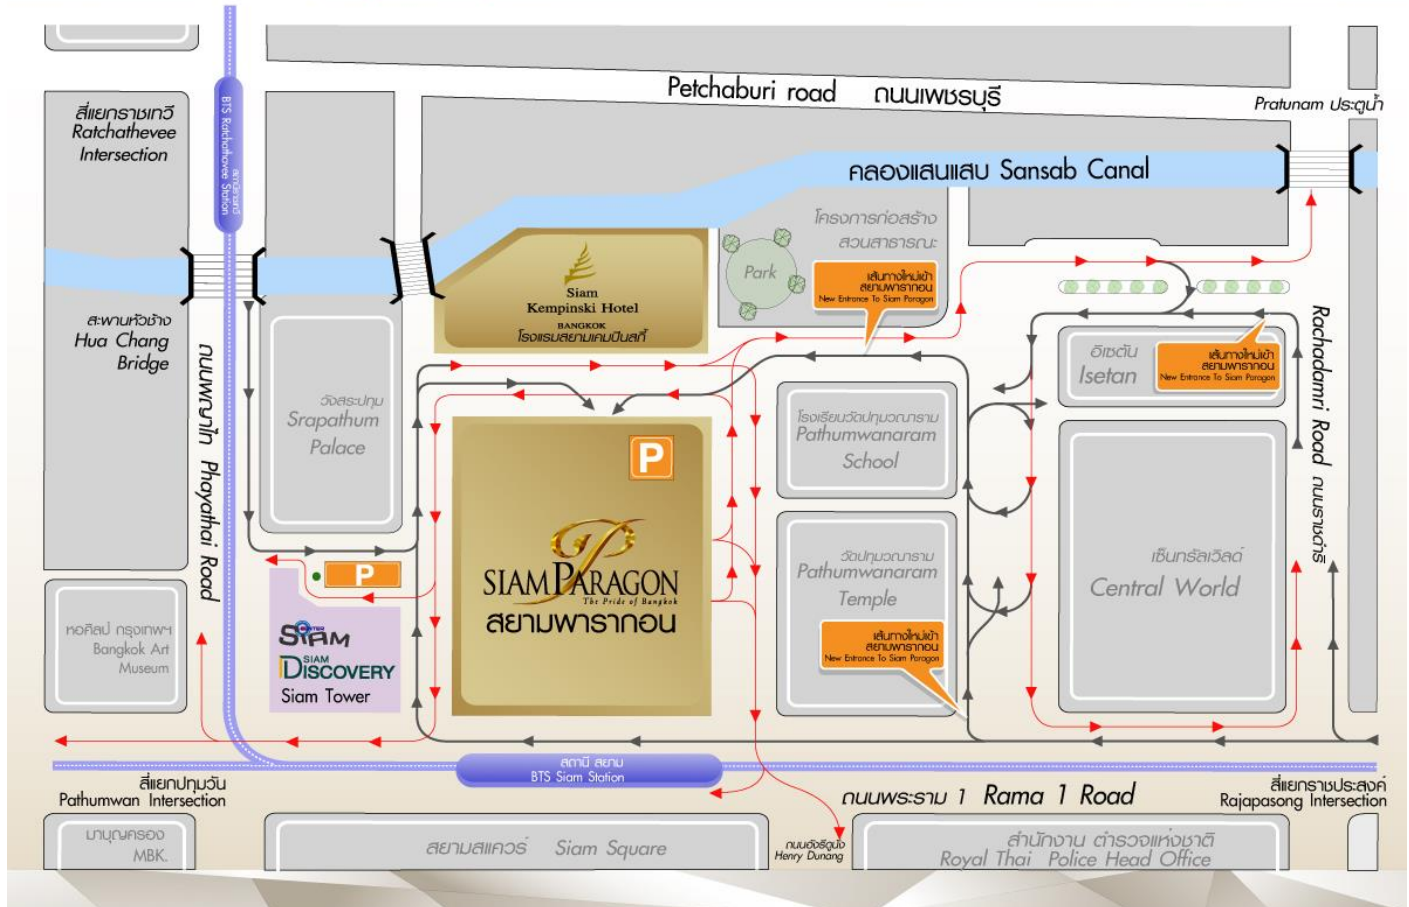 Petchaburi road ถนนเพชรบุรี
Pratunam ประตูน้ำ
สี่แยกราชเทวี
Ratchathevee
Intersection
BTS Ratchathavee Station
คลองแสนแสบ Sansab Canal
โครงการก่อสร้าง
สวนสาธารณะ
Park
เส้นทางใหม่เข้า
สยามพารากอน
New Entrance To Siam Paragon
Siam
Kempinski Hotel
BANGKOK
โรงแรมสยามเคมปินสกี้
สะพานหัวช้าง
Hua Chang
Bridge
ถนนพญาไท Phayathai Road
วังสระปทุม
Srapathum
Palace
อิเซตัน
Isetan
เส้นทางใหม่เข้า
สยามพารากอน
New Entrance To Siam Paragon
Rachadamri Road ถนนราชดำริ
โรงเรียนวัดปทุมวณาราม
Pathumwanaram
School
P
SIAM PARAGON
The Pride of Bangkok
สยามพารากอน
P
วัดปทุมวณาราม
Pathumwanaram
Temple
เซ็นทรัลเวิลด์
Central World
หอศิลป กรุงเทพฯ
Bangkok Art
Museum
CENTER
SIAM
SIAM
DISCOVERY
Siam Tower
เส้นทางใหม่เข้า
สยามพารากอน
New Entrance To Siam Paragon
สถานี สยาม
BTS Siam Station
สี่แยกปทุมวัน
Pathumwan Intersection
ถนนพระราม 1 Rama 1 Road
สี่แยกราชประสงค์
Rajapasong Intersection
มาบุญครอง
MBK.
สยามสแควร์ Siam Square
ถนนอังรีดูนัง
Henry Dunang
สำนักงาน ตำรวจแห่งชาติ
Royal Thai Police Head Office